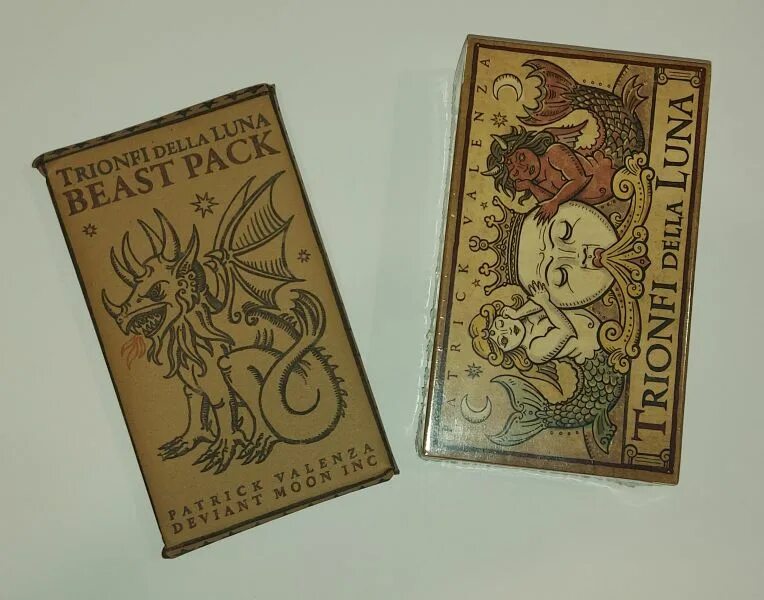 TRIONFI DELLA LUNA
BEAST PACK
PATRICK VALENZA
DEVIANT MOON INC
PATRICK VALENZA
TRIONFI DELLA LUNA